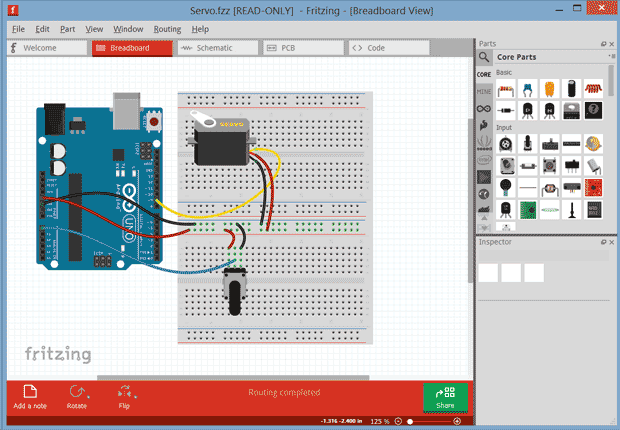 Servo.fzz [READ-ONLY] - Fritzing - [Breadboard View]
File Edit Part View Window Routing Help
Welcome Breadboard Schematic PCB Code
Parts
Core Parts
CORE
Basic
MINE
Input
UNO
Inspector
fritzing
Add a note Rotate Flip
Routing completed
Share
-1.316 -2.400 in 125 %